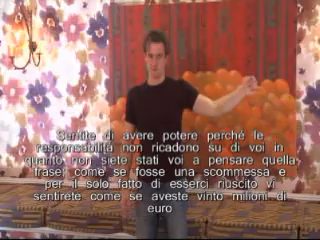 Sentite di avere potere perché le
responsabilità non ricadono su di voi in
quanto non siete stati voi a pensare quella
frase; come se fosse una scommessa e
per il solo fatto di esserci riuscito vi
sentirete come se aveste vinto milioni di
euro